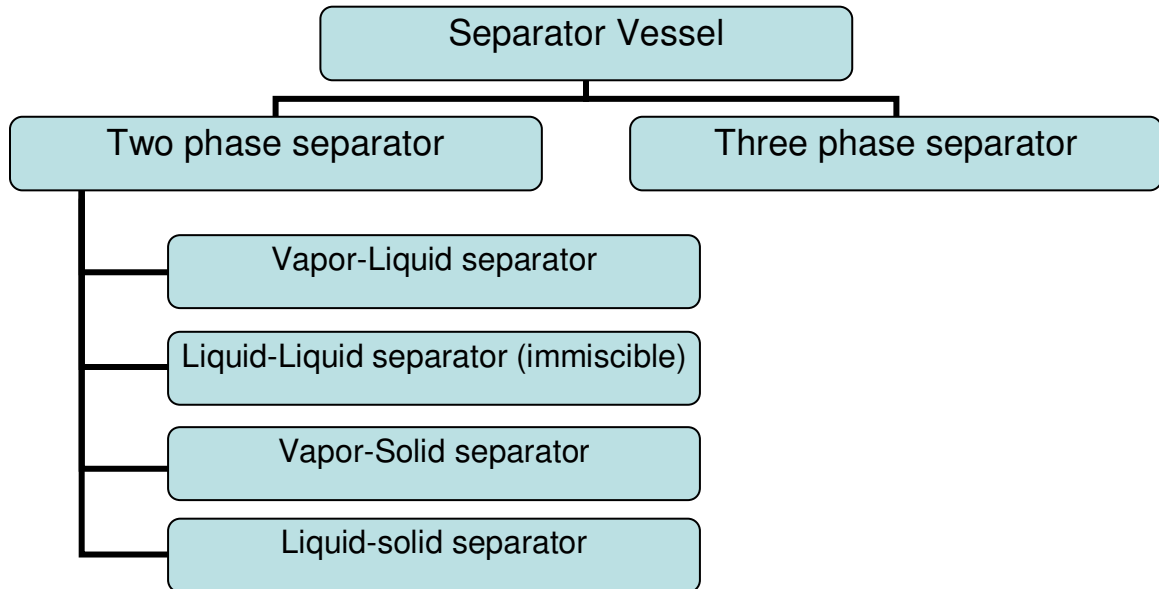 Separator Vessel
Two phase separator
Three phase separator
Vapor-Liquid separator
Liquid-Liquid separator (immiscible)
Vapor-Solid separator
Liquid-solid separator